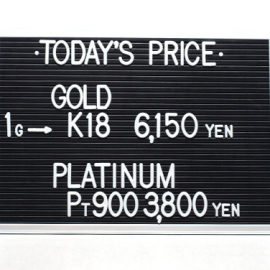 ·TODAY'S PRICE·
GOLD
1G→ K18 6,150 YEN
PLATINUM
PT900 3,800 YEN